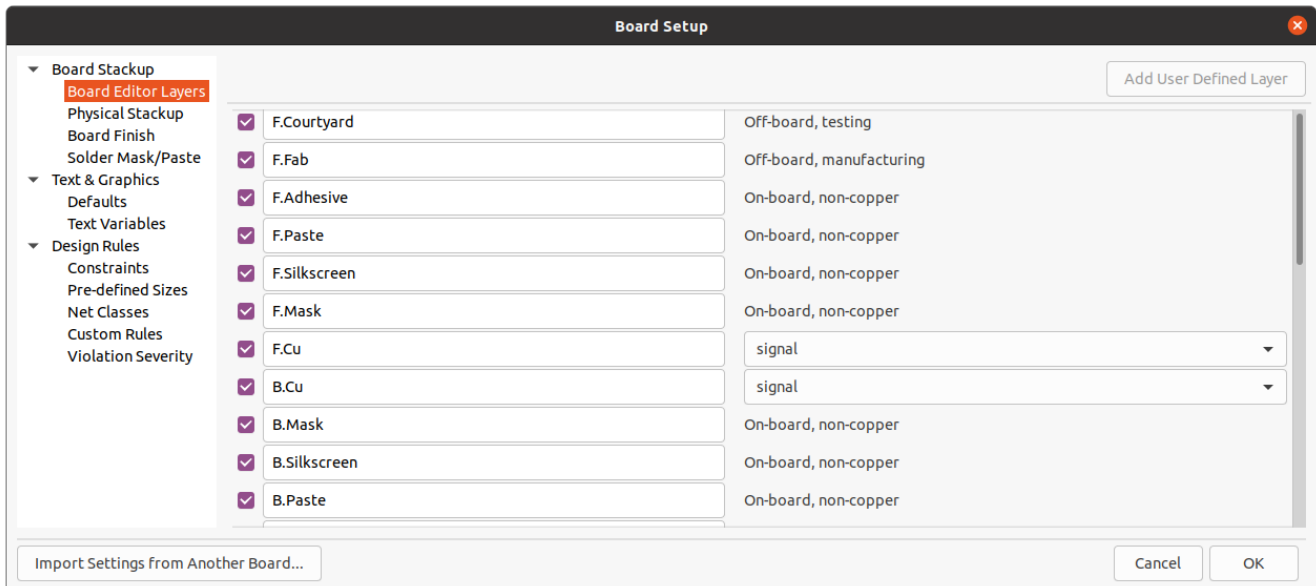 Board Setup
Board Stackup
Board Editor Layers
Physical Stackup
Board Finish
Solder Mask/Paste
Text & Graphics
Defaults
Text Variables
Design Rules
Constraints
Pre-defined Sizes
Net Classes
Custom Rules
Violation Severity
Add User Defined Layer
F.Courtyard Off-board, testing
F.Fab Off-board, manufacturing
F.Adhesive On-board, non-copper
F.Paste On-board, non-copper
F.Silkscreen On-board, non-copper
F.Mask On-board, non-copper
F.Cu signal
B.Cu signal
B.Mask On-board, non-copper
B.Silkscreen On-board, non-copper
B.Paste On-board, non-copper
Import Settings from Another Board...
Cancel OK